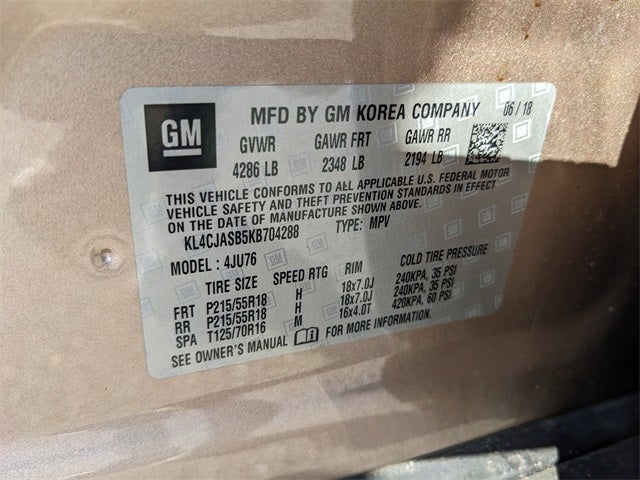 GM
MFD BY GM KOREA COMPANY 06/18
GVWR GAWR FRT GAWR RR
4286 LB 2348 LB 2194 LB
THIS VEHICLE CONFORMS TO ALL APPLICABLE U.S. FEDERAL MOTOR
VEHICLE SAFETY AND THEFT PREVENTION STANDARDS IN EFFECT
ON THE DATE OF MANUFACTURE SHOWN ABOVE.
KL4CJASB5KB704288 TYPE: MPV
MODEL: 4JU76
TIRE SIZE SPEED RTG RIM COLD TIRE PRESSURE
FRT P215/55R18 H 18x7.0J 240KPA, 35 PSI
RR P215/55R18 H 18x7.0J 240KPA, 35 PSI
SPA T125/70R16 M 16x4.0T 420KPA, 60 PSI
SEE OWNER'S MANUAL FOR MORE INFORMATION.